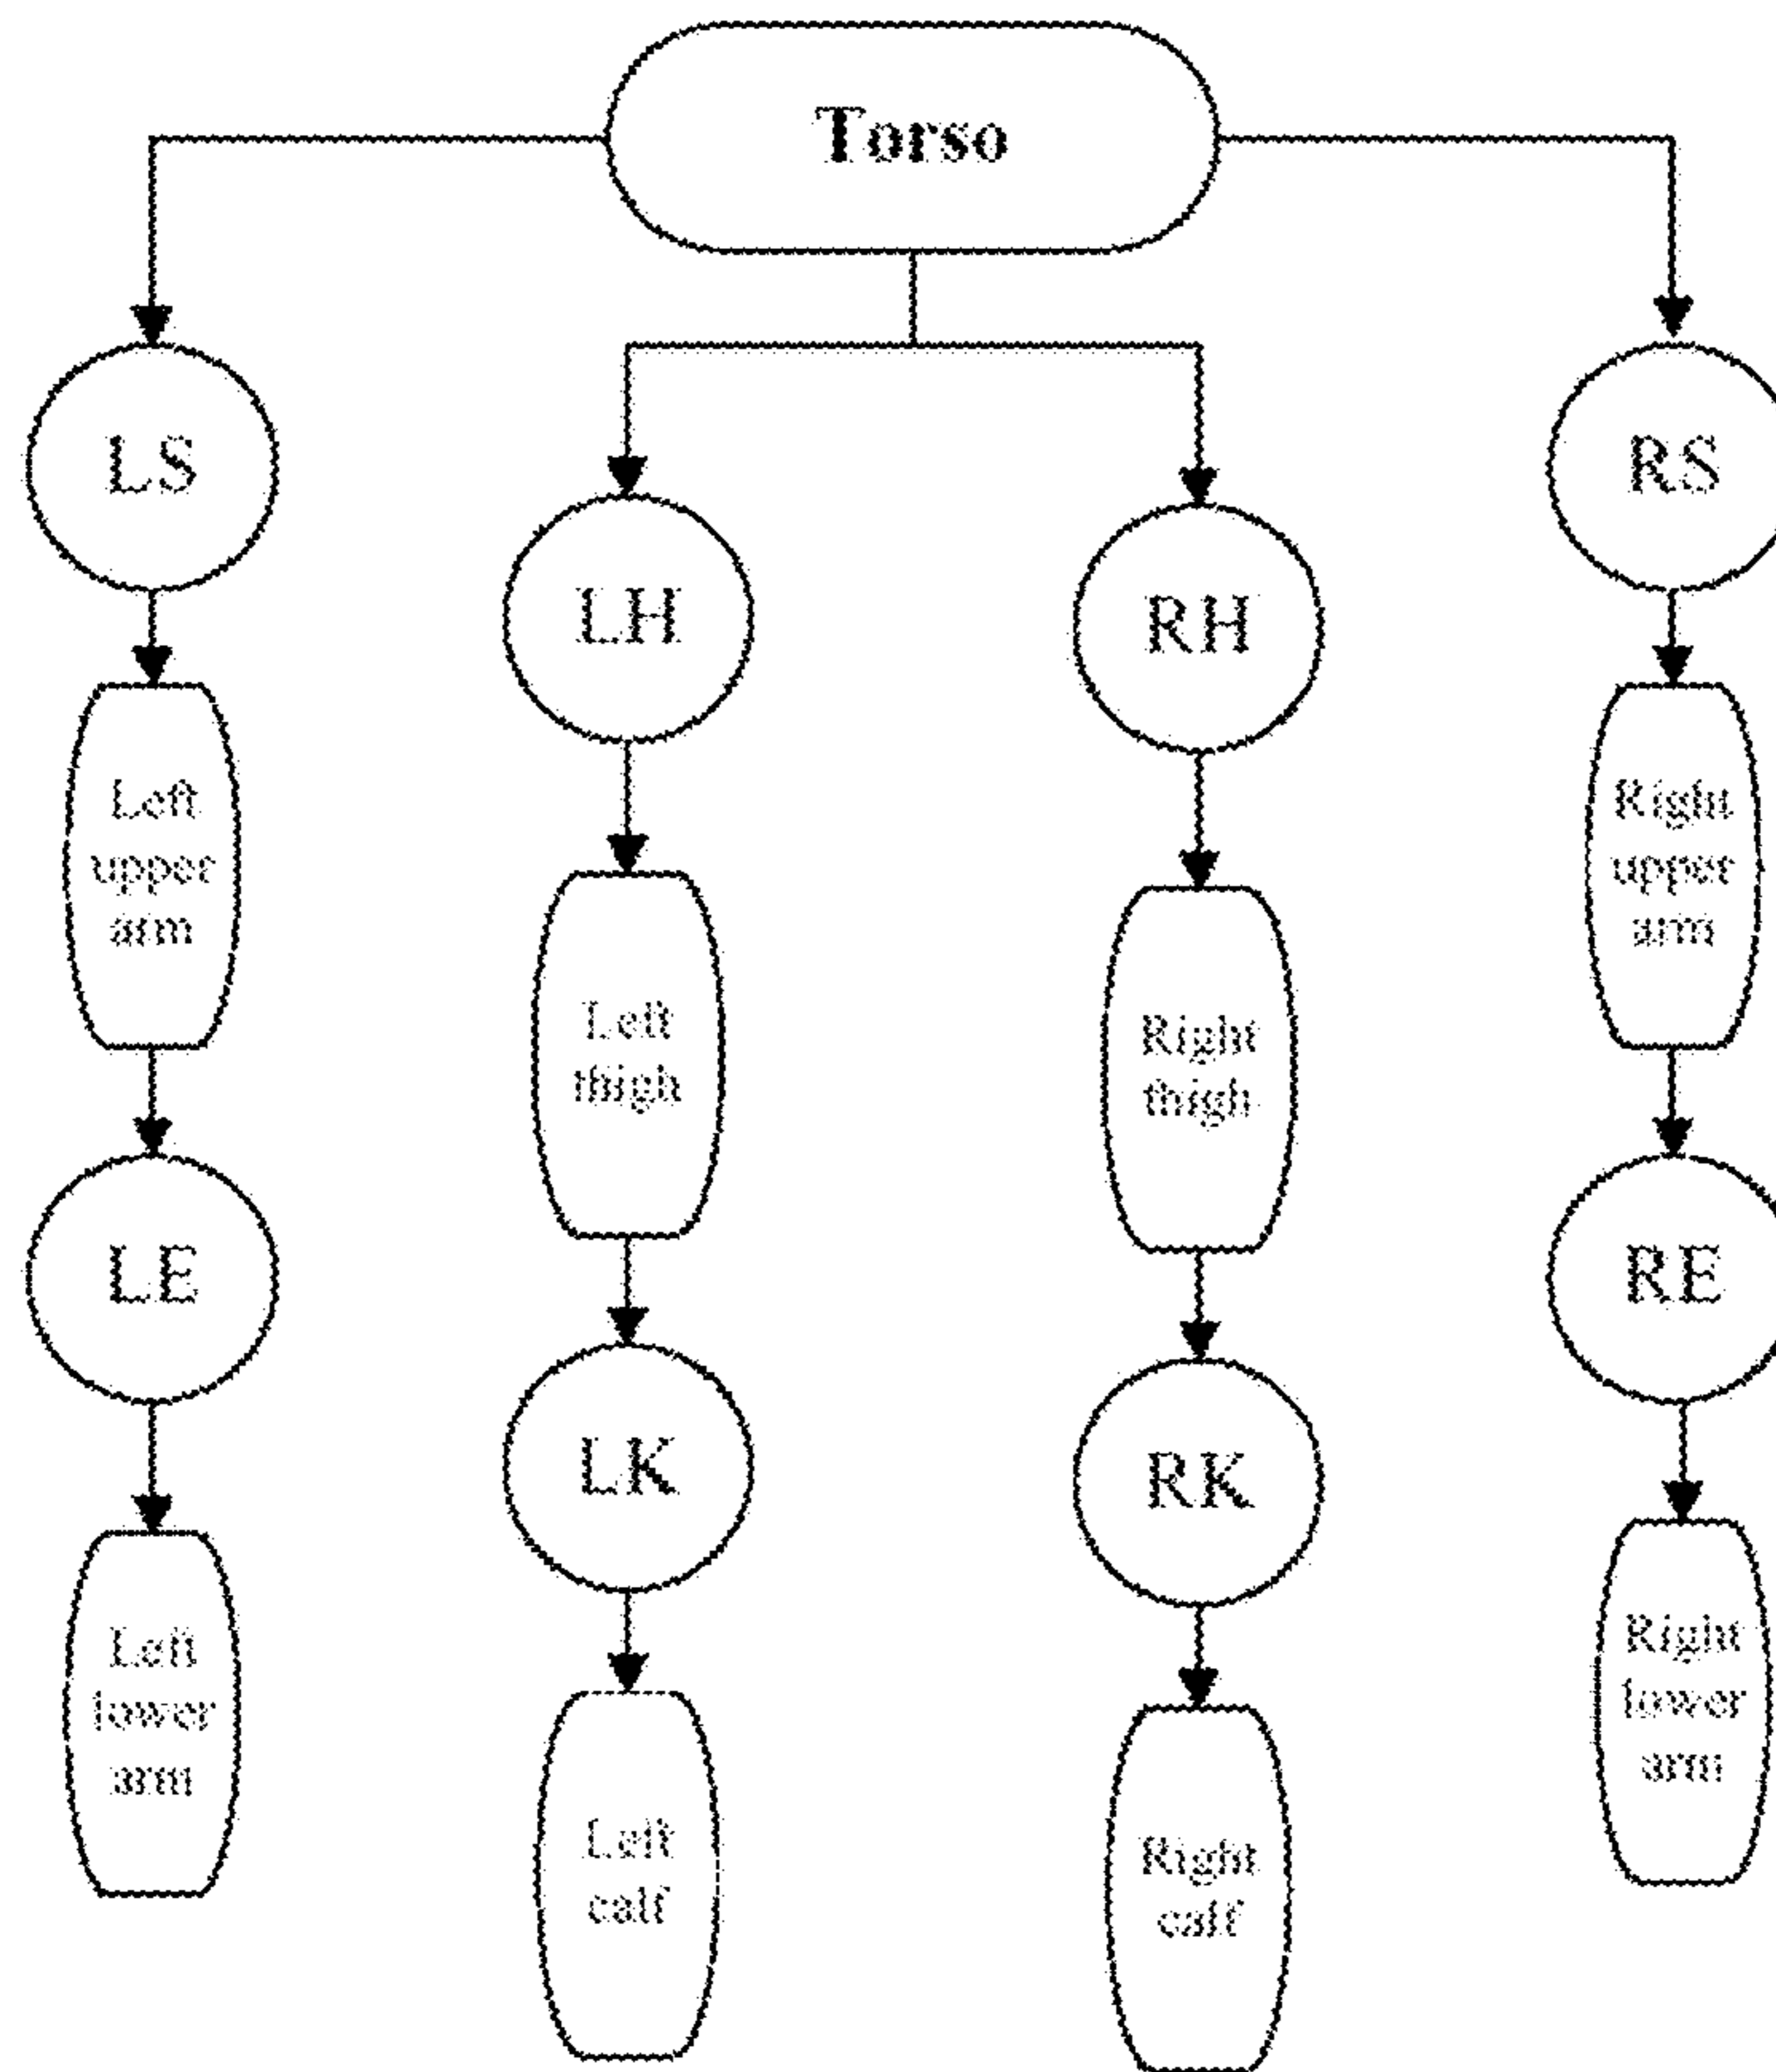 Torso
LS
RS
LH
RH
Left
upper
arm
Right
upper
arm
Left
thigh
Right
thigh
LE
RE
LK
RK
Left
lower
arm
Right
lower
arm
Left
calf
Right
calf